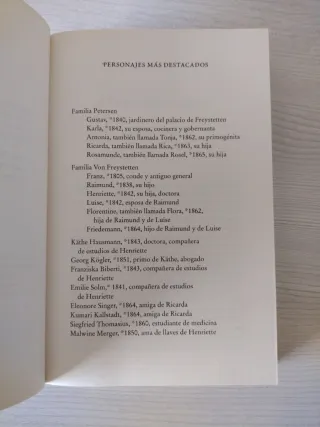 PERSONAJES MÁS DESTACADOS
Familia Petersen
Gustav, *1840, jardinero del palacio de Freystetten
Karla, *1842, su esposa, cocinera y gobernanta
Antonia, también llamada Tonja, *1862, su primogénita
Ricarda, también llamada Rica, *1863, su hija
Rosamunde, también llamada Rosel, *1865, su hija
Familia Von Freystetten
Franz, *1805, conde y antiguo general
Raimund, *1838, su hijo
Henriette, *1842, su hija, doctora
Luise, *1842, esposa de Raimund
Florentine, también llamada Flora, *1862,
hija de Raimund y de Luise
Friedemann, *1864, hijo de Raimund y de Luise
Käthe Hausmann, *1843, doctora, compañera
de estudios de Henriette
Georg Kögler, *1851, primo de Käthe, abogado
Franziska Biberti, *1843, compañera de estudios
de Henriette
Emilie Solm,* 1841, compañera de estudios
de Henriette
Eleonore Singer, *1864, amiga de Ricarda
Kumari Kallstadt, *1864, amiga de Ricarda
Siegfried Thomasius, *1860, estudiante de medicina
Malwine Merger, *1850, ama de llaves de Henriette